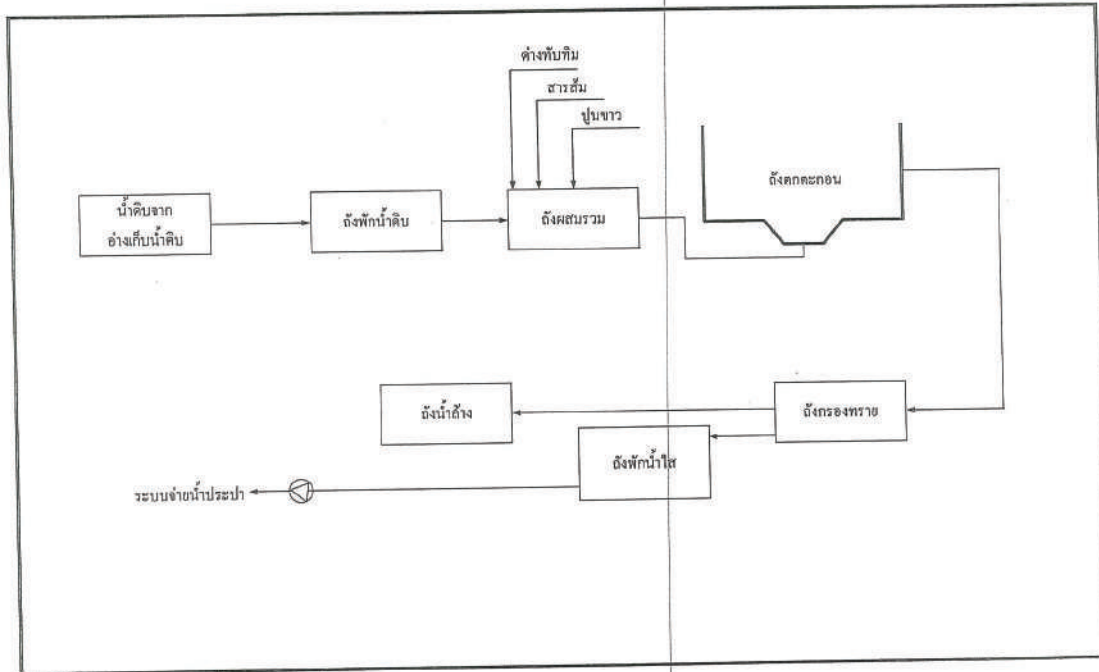 ด่างทับทิม
สารส้ม
ปูนขาว
น้ำดิบจาก
อ่างเก็บน้ำดิบ
ถังพักน้ำดิบ
ถังผสมรวม
ถังตกตะกอน
ถังน้ำล้าง
ถังกรองทราย
ถังพักน้ำใส
ระบบจ่ายน้ำประปา